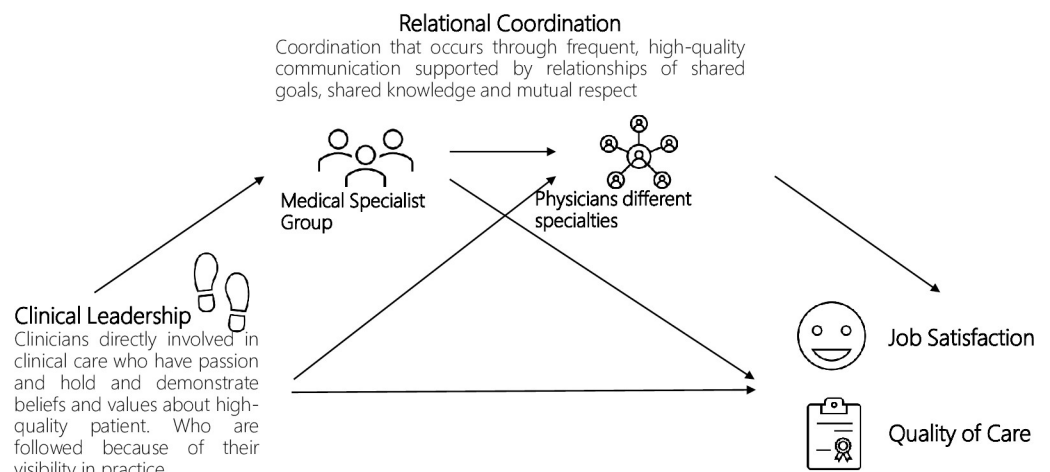 Relational Coordination
Coordination that occurs through frequent, high-quality
communication supported by relationships of shared
goals, shared knowledge and mutual respect
Medical Specialist
Group
Physicians different
specialties
Clinical Leadership
Clinicians directly involved in
clinical care who have passion
and hold and demonstrate
beliefs and values about high-
quality patient. Who are
followed because of their
visibility in practice
Job Satisfaction
Quality of Care